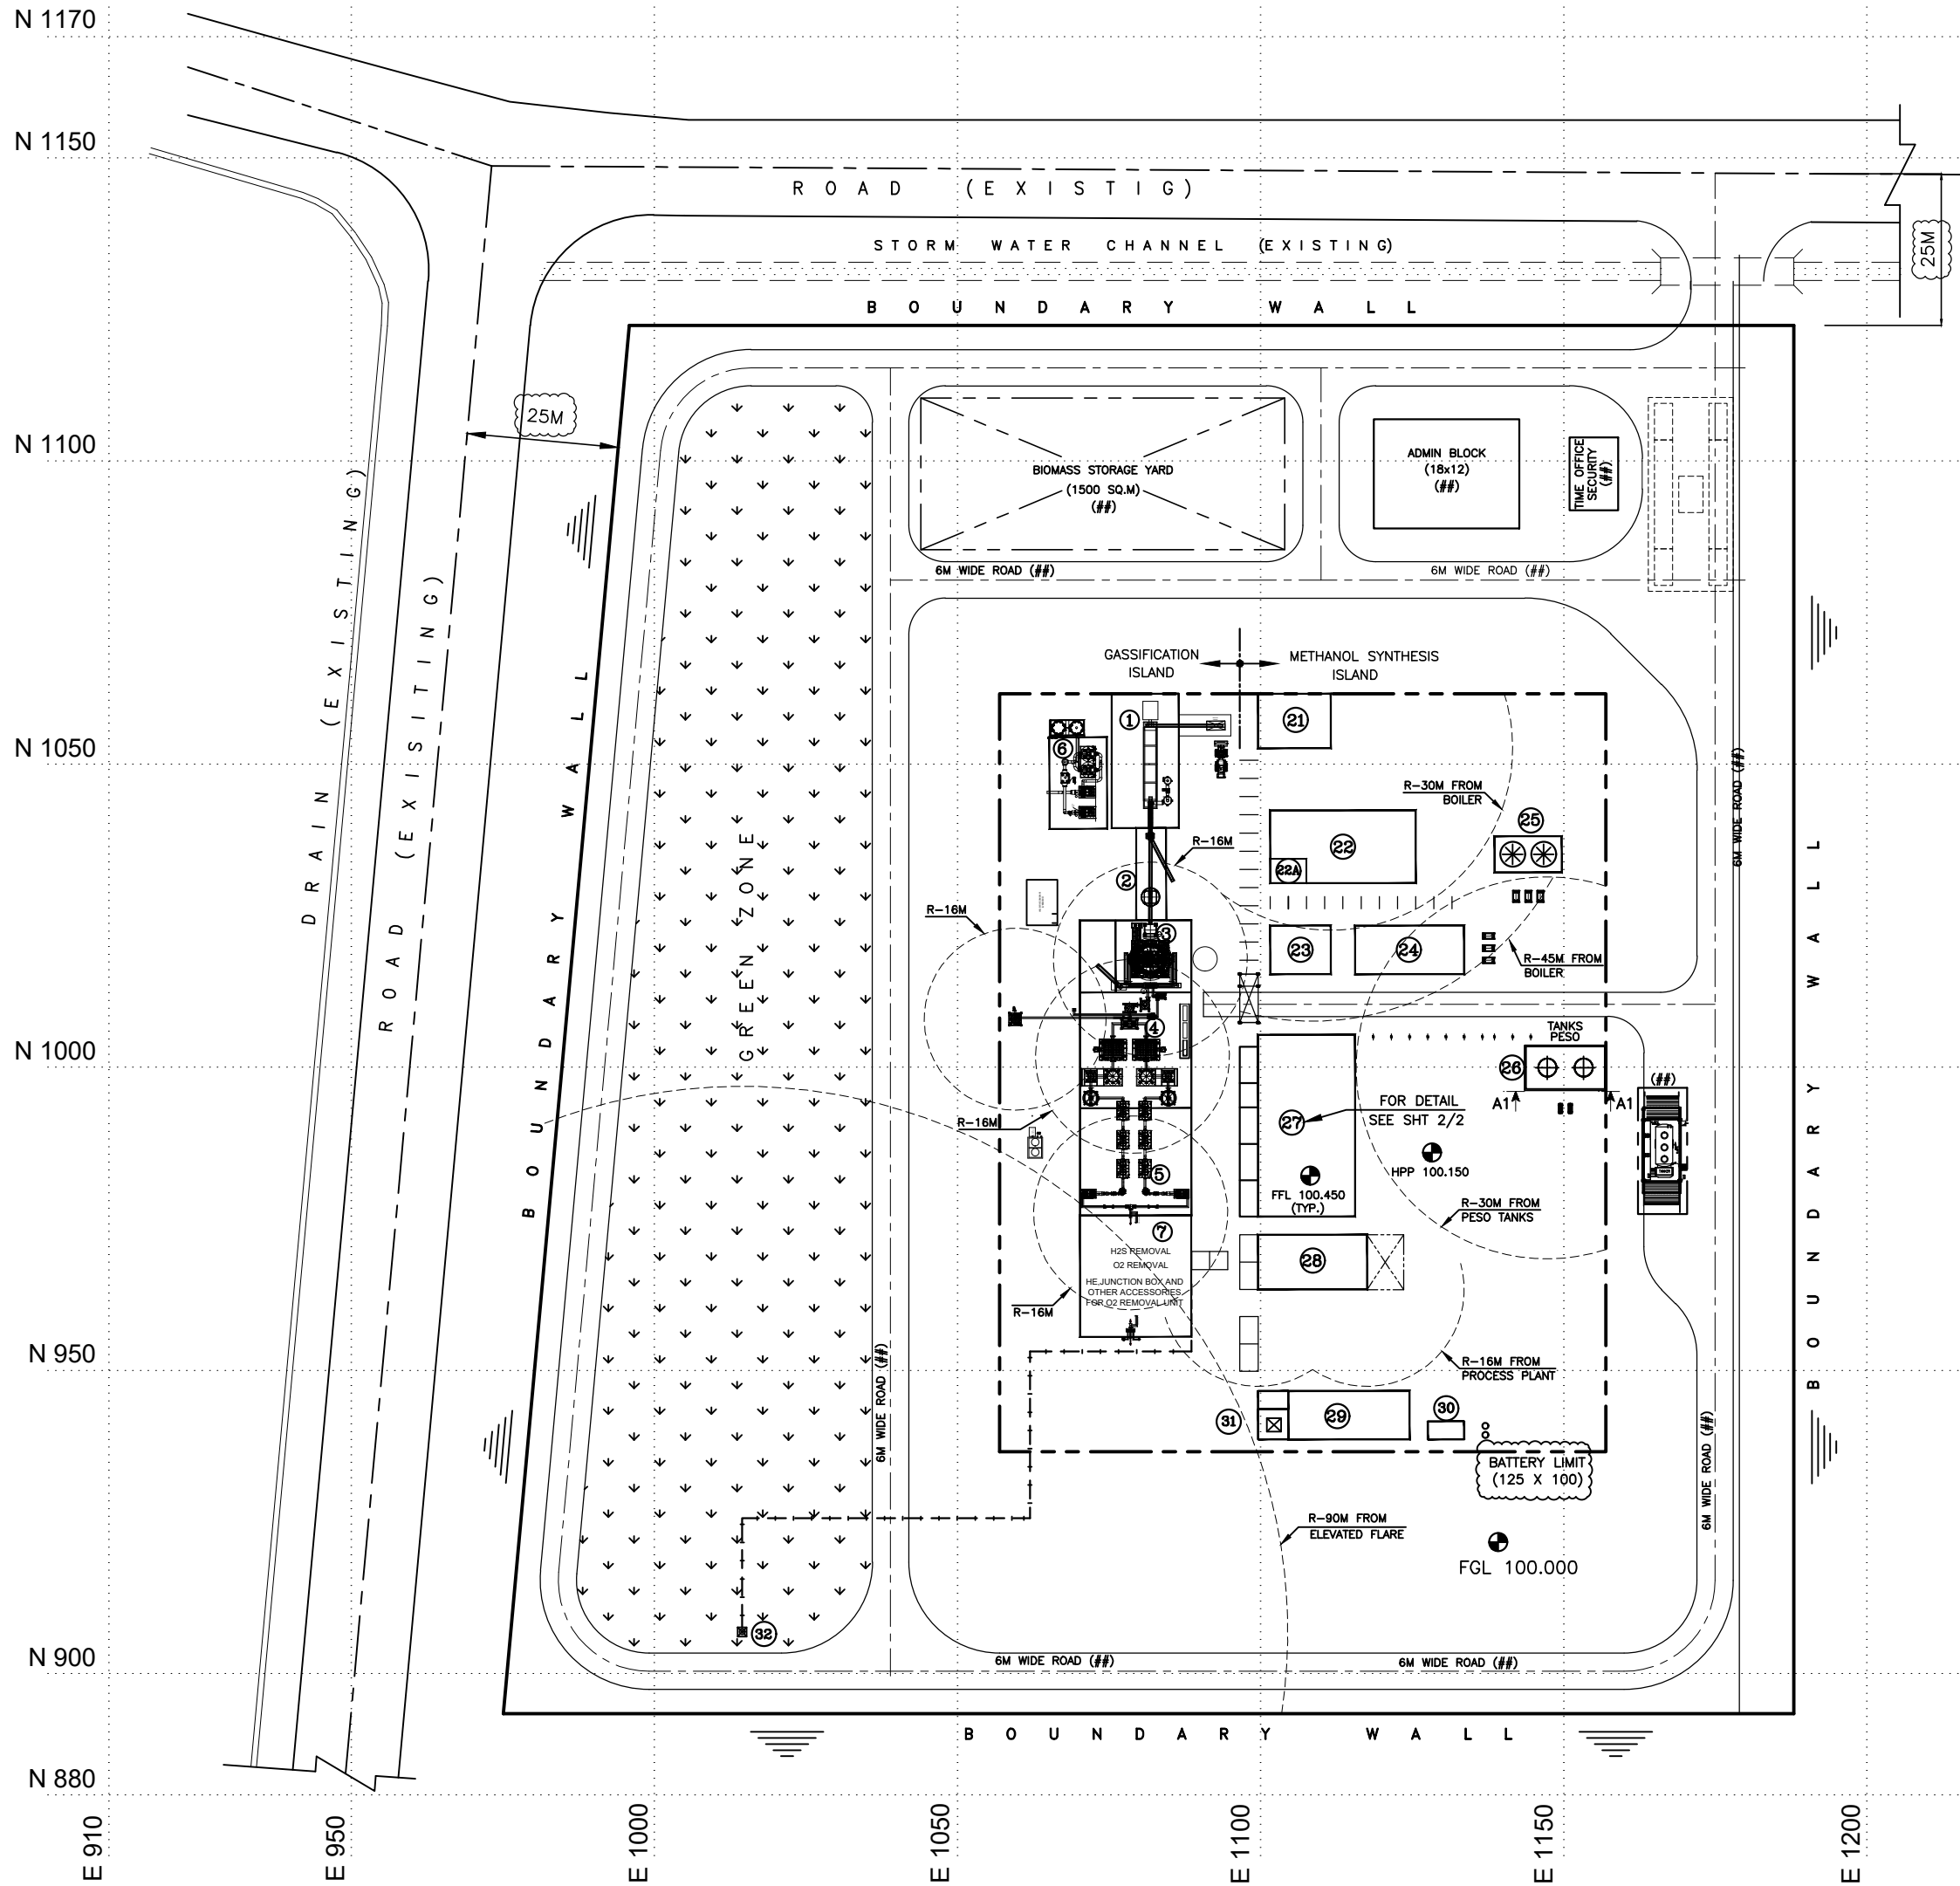 N 1170
N 1150
ROAD (EXISTIG)
STORM WATER CHANNEL (EXISTING)
25M
BOUNDARY WALL
25M
N 1100
BIOMASS STORAGE YARD
(1500 SQ.M)
(##)
ADMIN BLOCK
(18x12)
(##)
TIME OFFICE
SECURITY
(##)
6M WIDE ROAD (##)
6M WIDE ROAD (##)
DRAIN (EXISTING)
ROAD (EXISTING)
BOUNDARY WALL
GREEN ZONE
GASSIFICATION
ISLAND
METHANOL SYNTHESIS
ISLAND
N 1050
1
6
21
R-30M FROM
BOILER
25
6M WIDE ROAD (##)
BOUNDARY WALL
22
22A
R-16M
2
R-16M
3
23
24
R-45M FROM
BOILER
N 1000
4
TANKS
PESO
26
A1
A1
(##)
27
FOR DETAIL
SEE SHT 2/2
R-16M
HPP 100.150
FFL 100.450
(TYP.)
5
R-30M FROM
PESO TANKS
7
H2S REMOVAL
O2 REMOVAL
HE,JUNCTION BOX AND
OTHER ACCESSORIES
FOR O2 REMOVAL UNIT
28
R-16M
N 950
6M WIDE ROAD (##)
R-16M FROM
PROCESS PLANT
31
29
30
BATTERY LIMIT
(125 X 100)
6M WIDE ROAD (##)
R-90M FROM
ELEVATED FLARE
FGL 100.000
32
N 900
6M WIDE ROAD (##)
6M WIDE ROAD (##)
BOUNDARY WALL
N 880
E 910
E 950
E 1000
E 1050
E 1100
E 1150
E 1200